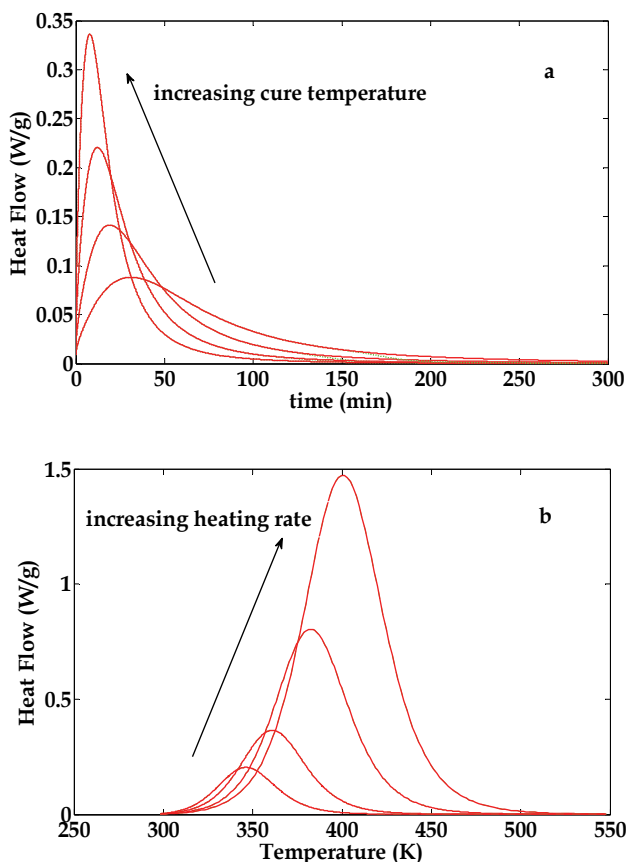 a
0.35
0.3
increasing cure temperature
0.25
0.2
0.15
0.1
0.05
0
Heat Flow (W/g)
0 50 100 150 200 250 300
time (min)
1.5
increasing heating rate
b
1
0.5
0
Heat Flow (W/g)
250 300 350 400 450 500 550
Temperature (K)